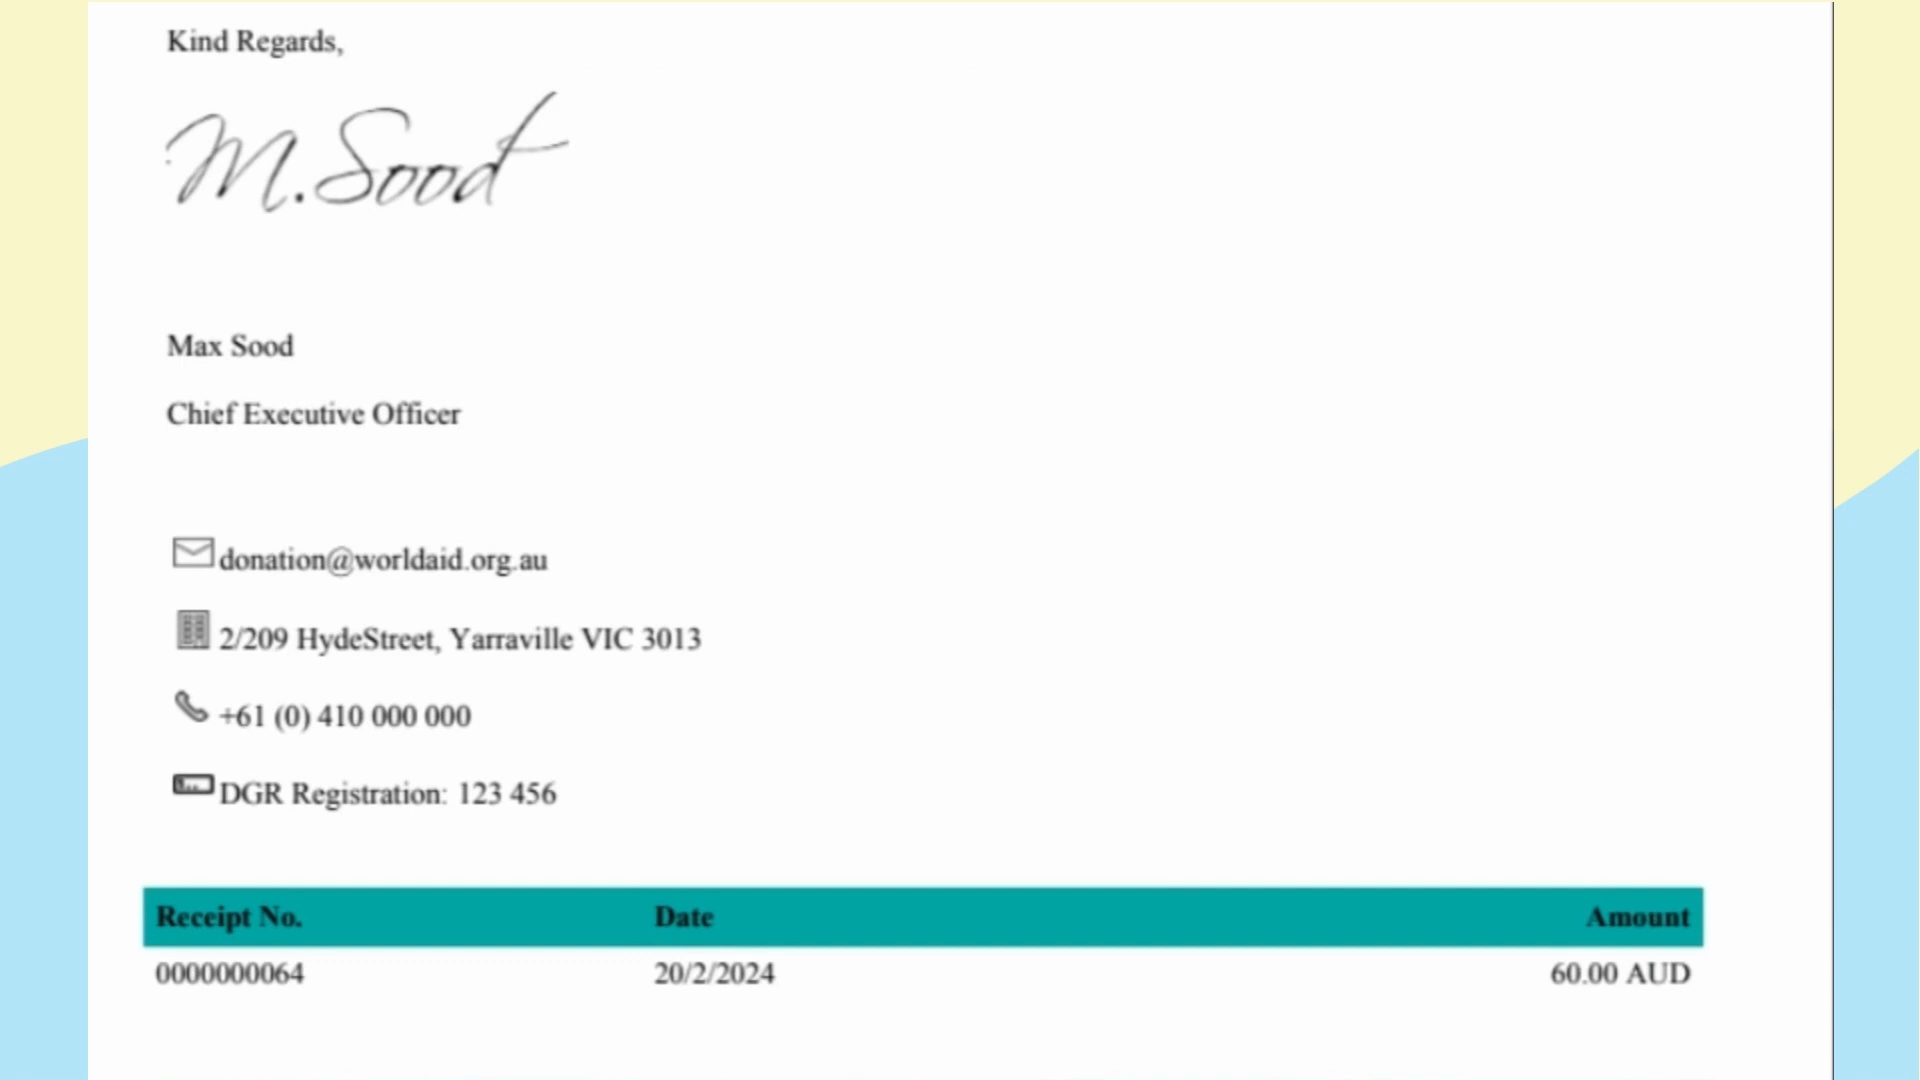 Kind Regards,
M.Sood
Max Sood
Chief Executive Officer
donation@worldaid.org.au
2/209 HydeStreet, Yarraville VIC 3013
+61 (0) 410 000 000
DGR Registration: 123 456
Receipt No. Date Amount
0000000064 20/2/2024 60.00 AUD